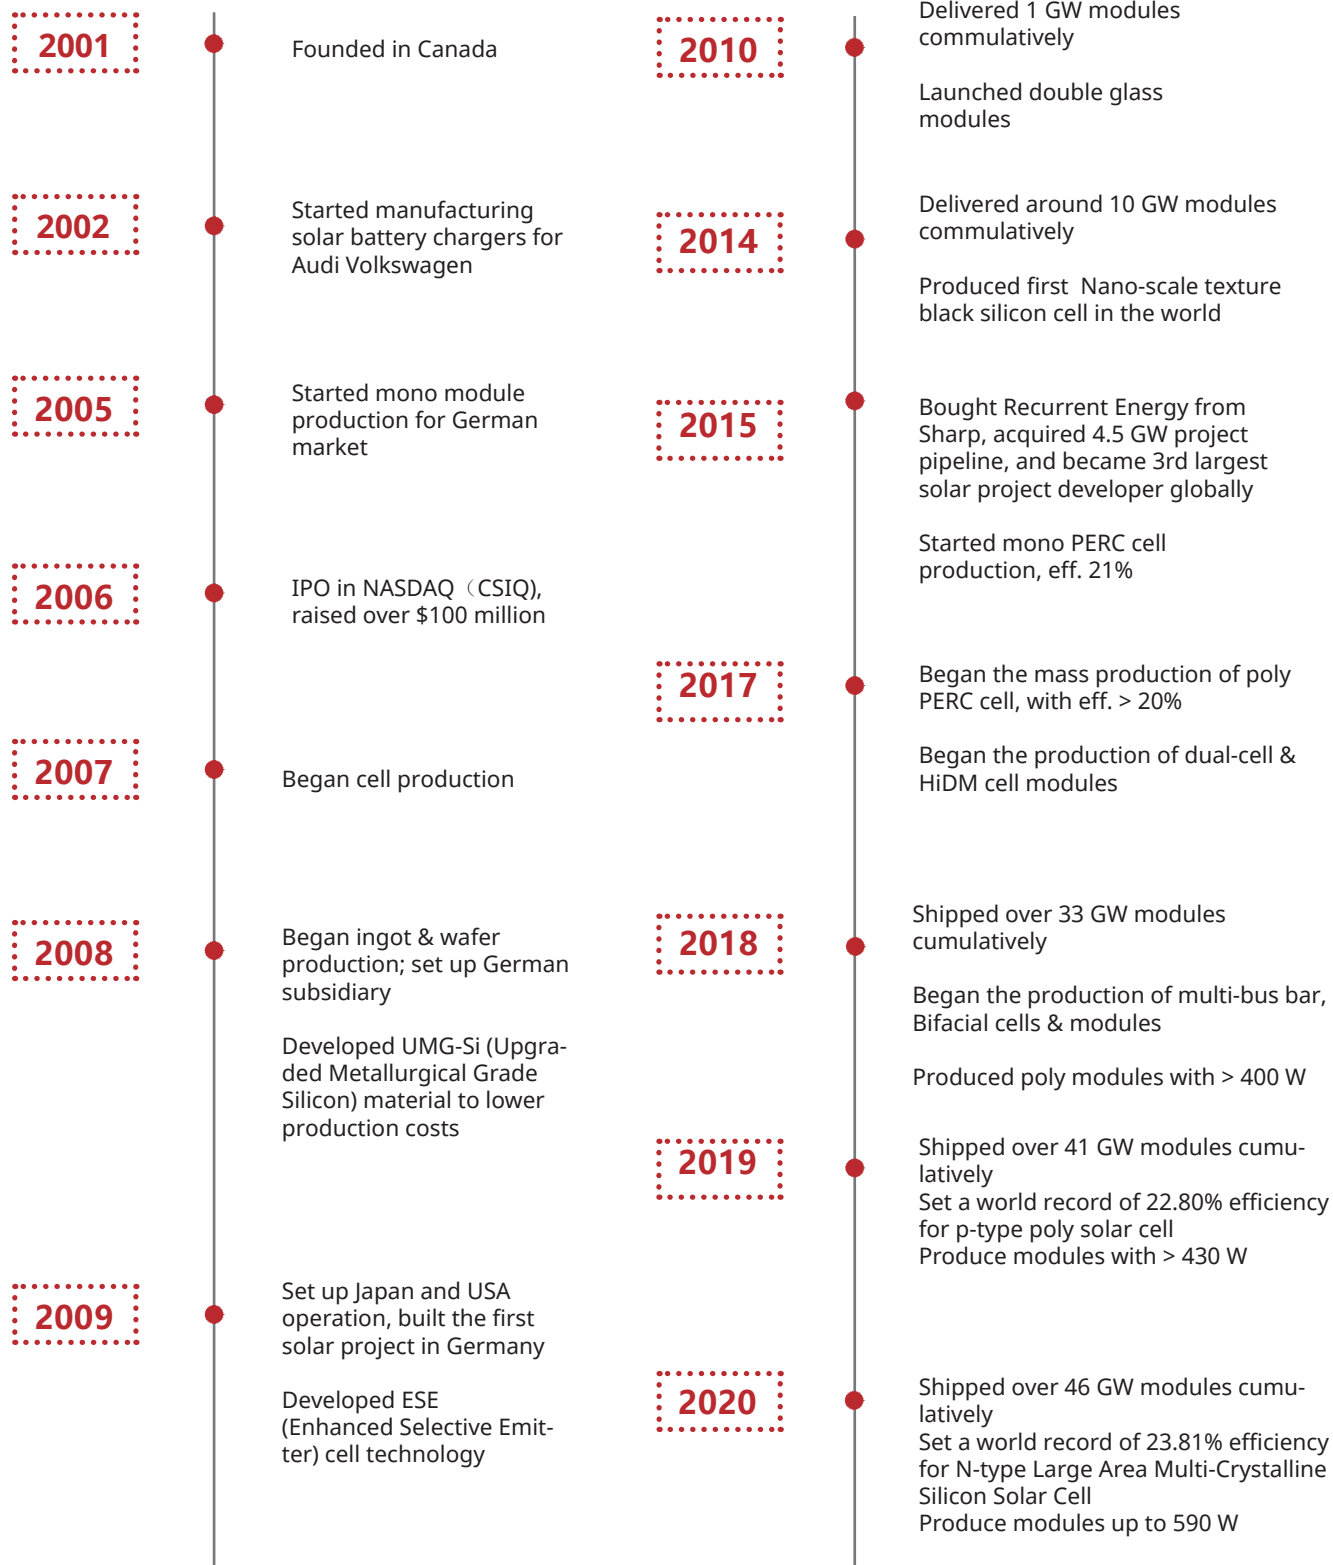 2001
Founded in Canada
2002
Started manufacturing
solar battery chargers for
Audi Volkswagen
2005
Started mono module
production for German
market
2006
IPO in NASDAQ（CSIQ),
raised over $100 million
2007
Began cell production
2008
Began ingot & wafer
production; set up German
subsidiary
Developed UMG-Si (Upgra-
ded Metallurgical Grade
Silicon) material to lower
production costs
2009
Set up Japan and USA
operation, built the first
solar project in Germany
Developed ESE
(Enhanced Selective Emit-
ter) cell technology
2010
Delivered 1 GW modules
commulatively
Launched double glass
modules
2014
Delivered around 10 GW modules
commulatively
Produced first  Nano-scale texture
black silicon cell in the world
2015
Bought Recurrent Energy from
Sharp, acquired 4.5 GW project
pipeline, and became 3rd largest
solar project developer globally
Started mono PERC cell
production, eff. 21%
2017
Began the mass production of poly
PERC cell, with eff. > 20%
Began the production of dual-cell &
HiDM cell modules
2018
Shipped over 33 GW modules
cumulatively
Began the production of multi-bus bar,
Bifacial cells & modules
Produced poly modules with > 400 W
2019
Shipped over 41 GW modules cumu-
latively
Set a world record of 22.80% efficiency
for p-type poly solar cell
Produce modules with > 430 W
2020
Shipped over 46 GW modules cumu-
latively
Set a world record of 23.81% efficiency
for N-type Large Area Multi-Crystalline
Silicon Solar Cell
Produce modules up to 590 W